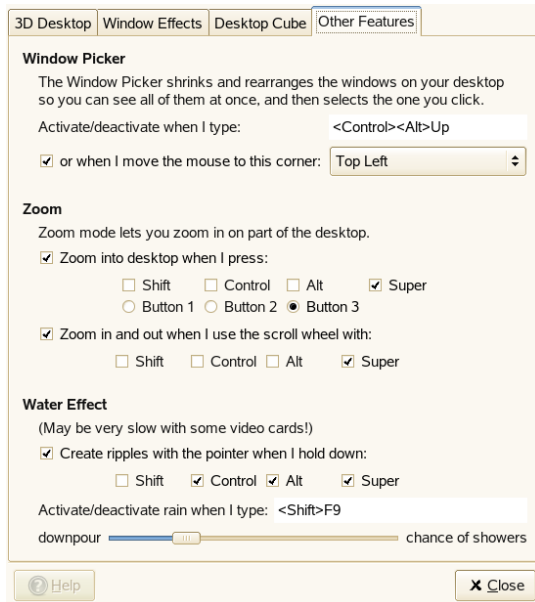 3D Desktop Window Effects Desktop Cube Other Features
Window Picker
The Window Picker shrinks and rearranges the windows on your desktop
so you can see all of them at once, and then selects the one you click.
Activate/deactivate when I type: <Control><Alt>Up
or when I move the mouse to this corner: Top Left
Zoom
Zoom mode lets you zoom in on part of the desktop.
Zoom into desktop when I press:
Shift Control Alt Super
Button 1 Button 2 Button 3
Zoom in and out when I use the scroll wheel with:
Shift Control Alt Super
Water Effect
(May be very slow with some video cards!)
Create ripples with the pointer when I hold down:
Shift Control Alt Super
Activate/deactivate rain when I type: <Shift>F9
downpour chance of showers
Help Close